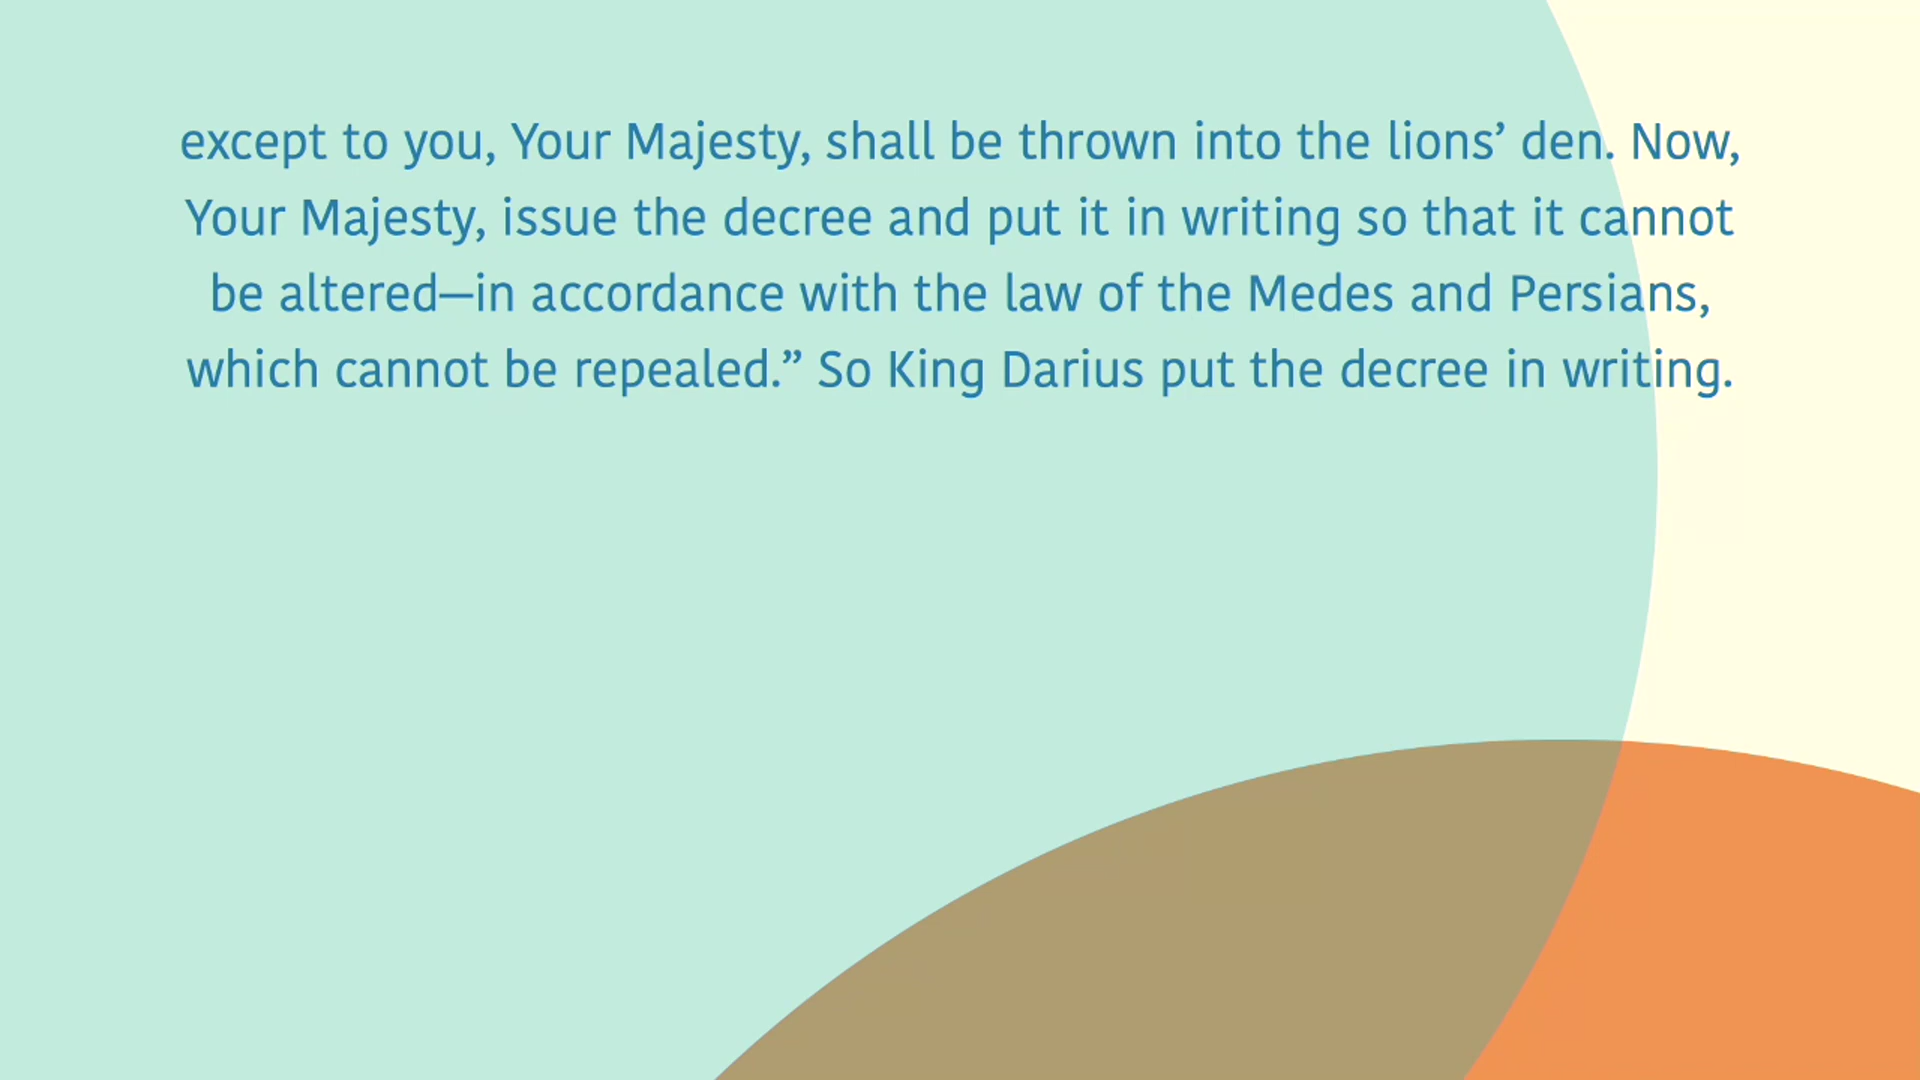 except to you, Your Majesty, shall be thrown into the lions’ den. Now,
Your Majesty, issue the decree and put it in writing so that it cannot
be altered—in accordance with the law of the Medes and Persians,
which cannot be repealed.” So King Darius put the decree in writing.